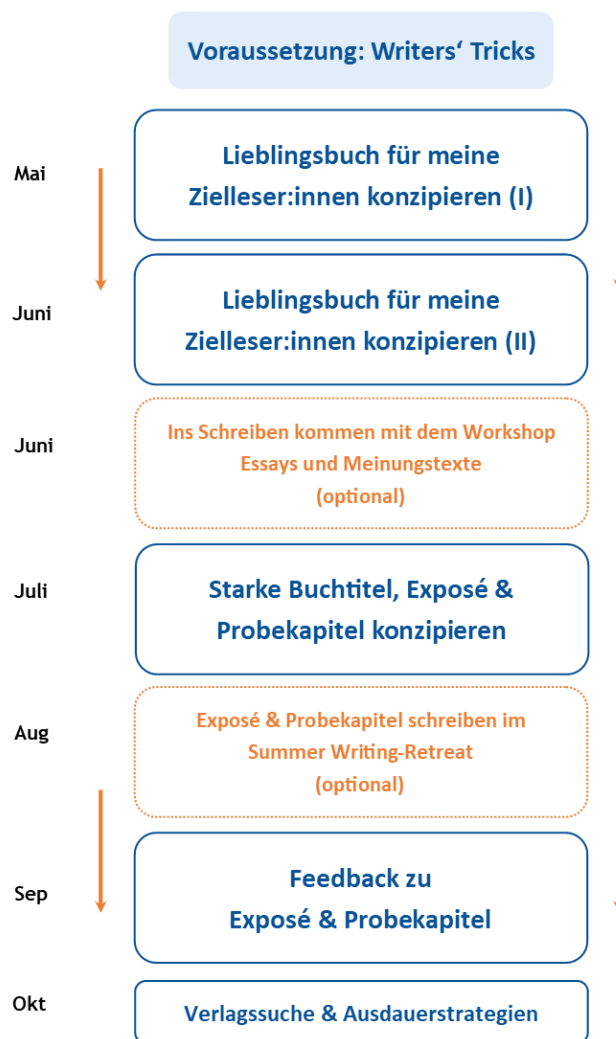 Voraussetzung: Writers‘ Tricks
Mai
Lieblingsbuch für meine
Zielleser:innen konzipieren (I)
Juni
Lieblingsbuch für meine
Zielleser:innen konzipieren (II)
Juni
Ins Schreiben kommen mit dem Workshop
Essays und Meinungstexte
(optional)
Juli
Starke Buchtitel, Exposé &
Probekapitel konzipieren
Aug
Exposé & Probekapitel schreiben im
Summer Writing-Retreat
(optional)
Sep
Feedback zu
Exposé & Probekapitel
Okt
Verlagssuche & Ausdauerstrategien